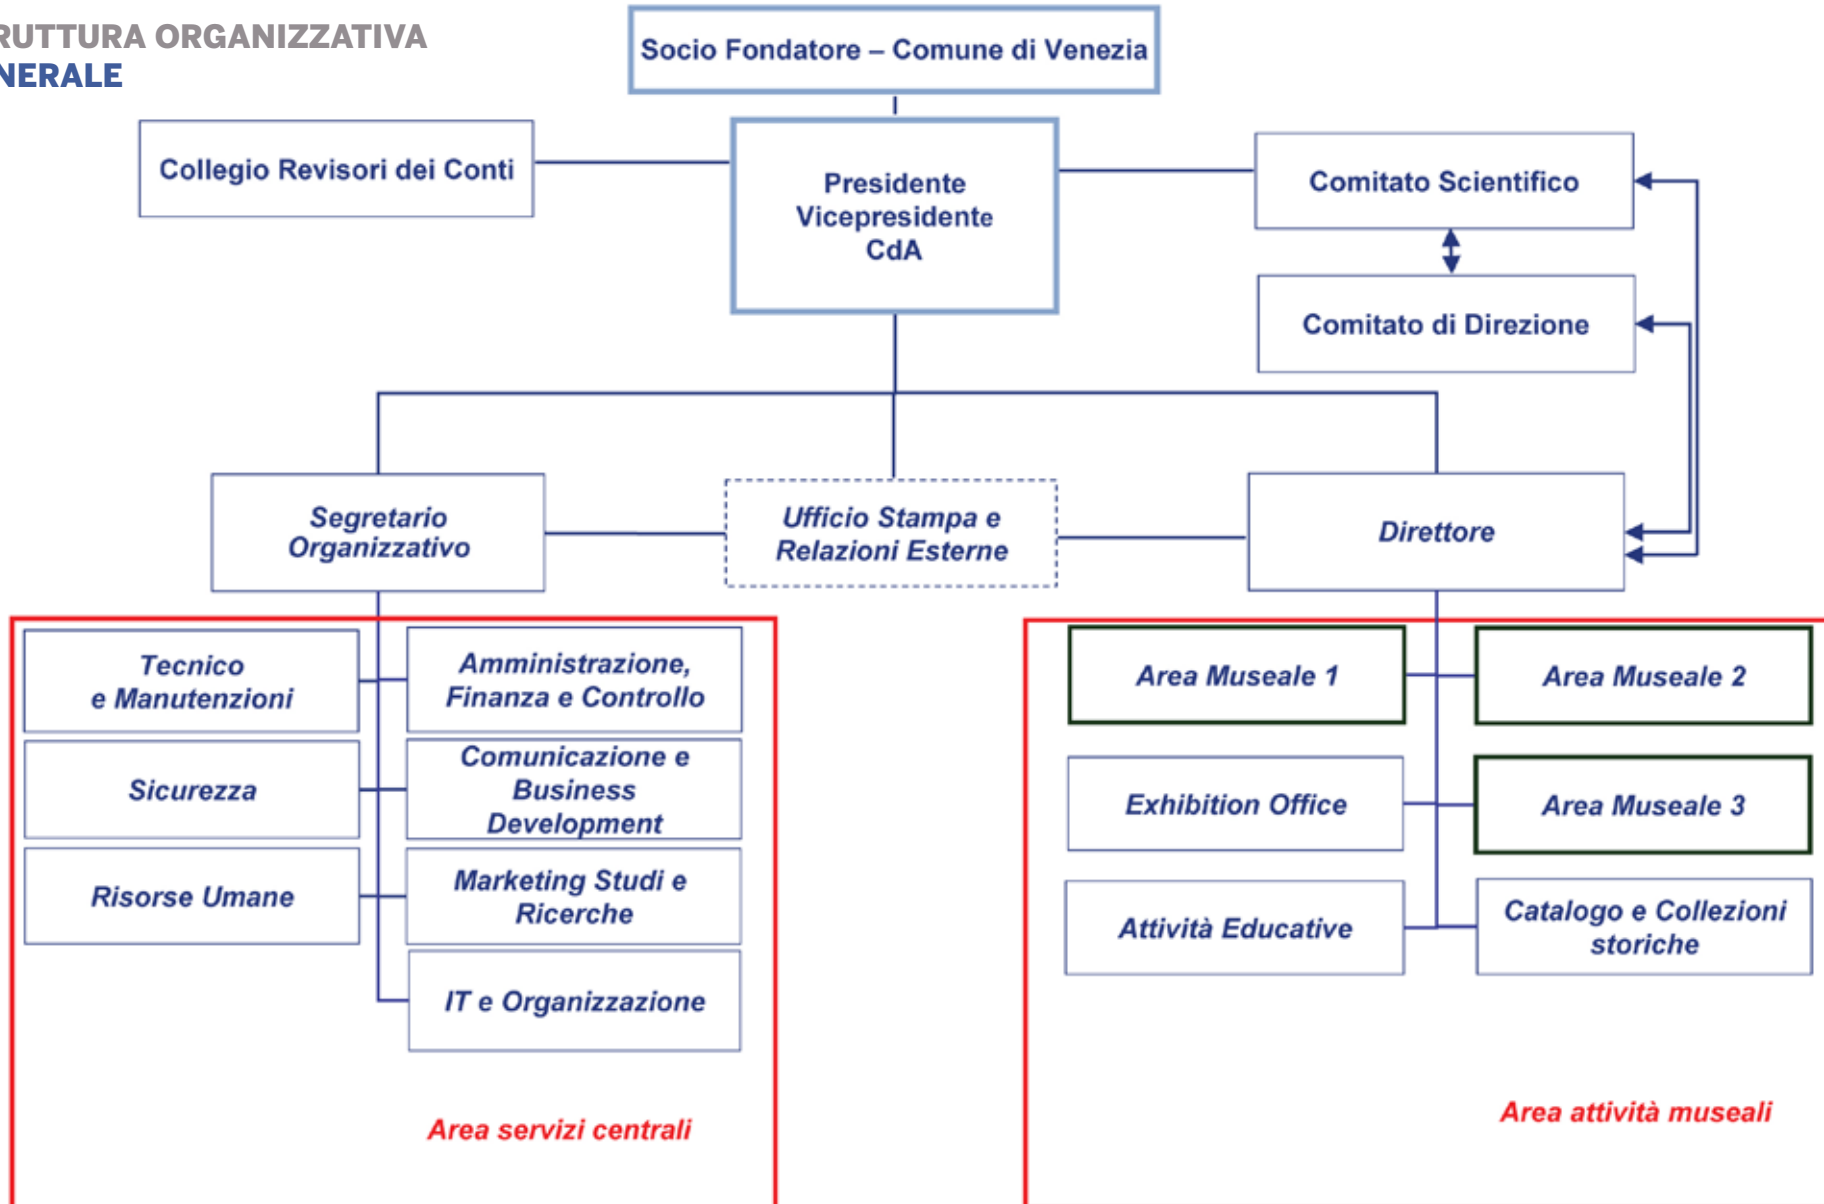 RUTTURA ORGANIZZATIVA
NERALE
Socio Fondatore – Comune di Venezia
Collegio Revisori dei Conti
Presidente
Vicepresidente
CdA
Comitato Scientifico
Comitato di Direzione
Segretario
Organizzativo
Ufficio Stampa e
Relazioni Esterne
Direttore
Tecnico
e Manutenzioni
Amministrazione,
Finanza e Controllo
Sicurezza
Comunicazione e
Business
Development
Risorse Umane
Marketing Studi e
Ricerche
IT e Organizzazione
Area servizi centrali
Area Museale 1
Area Museale 2
Exhibition Office
Area Museale 3
Attività Educative
Catalogo e Collezioni
storiche
Area attività museali